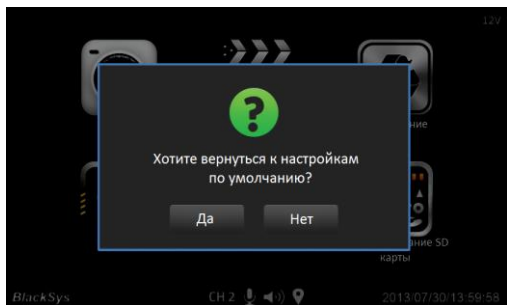 12V
ние
Хотите вернуться к настройкам
по умолчанию?
Да Нет
ние SD
карты
BlackSys CH 2 2013/07/30/13:59:58